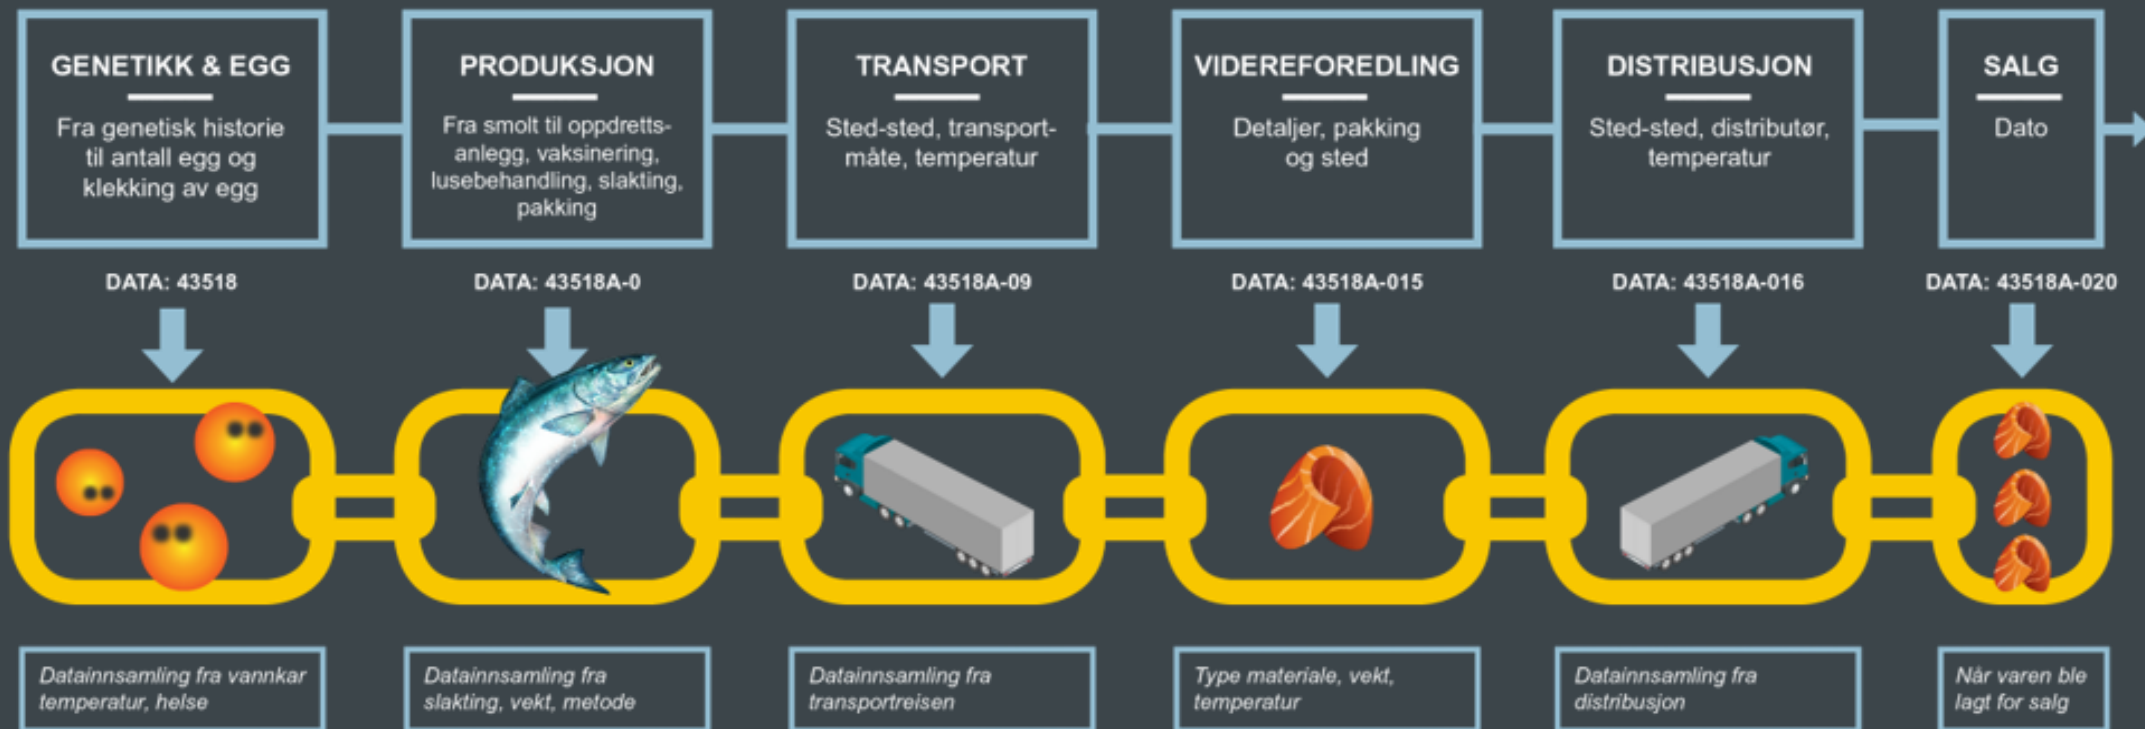 GENETIKK & EGG
Fra genetisk historie
til antall egg og
klekking av egg
PRODUKSJON
Fra smolt til oppdretts-
anlegg, vaksinering,
lusebehandling, slakting,
pakking
TRANSPORT
Sted-sted, transport-
måte, temperatur
VIDEREFOREDLING
Detaljer, pakking
og sted
DISTRIBUSJON
Sted-sted, distributør,
temperatur
SALG
Dato
DATA: 43518
DATA: 43518A-0
DATA: 43518A-09
DATA: 43518A-015
DATA: 43518A-016
DATA: 43518A-020
Datainnsamling fra vannkar
temperatur, helse
Datainnsamling fra
slakting, vekt, metode
Datainnsamling fra
transportreisen
Type materiale, vekt,
temperatur
Datainnsamling fra
distribusjon
Når varen ble
lagt for salg